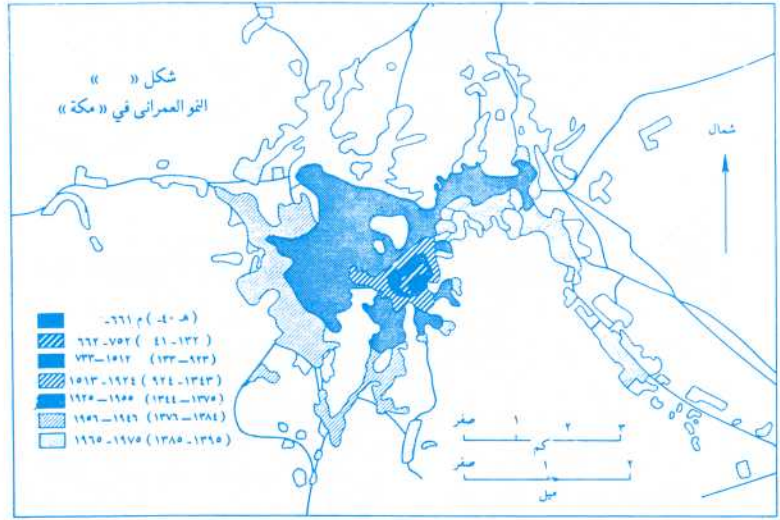 شكل « »
النمو العمرانى في « مكة »
شمال
( هـ ٤٠- ) م ٦٦١-
٦٦٢ - ٧٥٢ ( ٤١ - ١٣٢ )
٧٣٣ - ١٥١٢ ( ١٣٣ - ٩٢٣ )
١٥١٣ - ١٩٢٤ ( ٩٢٤ - ١٣٤٣ )
١٩٢٥ - ١٩٥٥ ( ١٣٤٤ - ١٣٧٥ )
١٩٥٦ - ١٩٤٦ ( ١٣٧٦ - ١٣٨٤ )
١٩٦٥ - ١٩٧٥ ( ١٣٨٥ - ١٣٩٥ )
صفر ١ ٢ ٣
كم
صفر ١ ٢
ميل